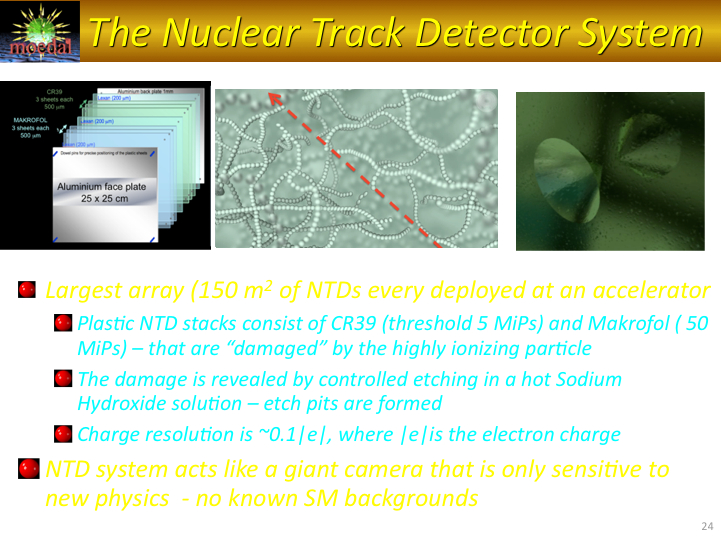 moedal
The Nuclear Track Detector System
CR39
3 sheets each
500 µm
MAKROFOL
3 sheets each
500 µm
Aluminium back plate 1mm
Lexan (200 µm)
Lexan (200 µm)
Dowel pins for precise positioning of the plastic sheets
Aluminium face plate
25 x 25 cm
Largest array (150 m² of NTDs every deployed at an accelerator
Plastic NTD stacks consist of CR39 (threshold 5 MiPs) and Makrofol ( 50
MiPs) – that are “damaged” by the highly ionizing particle
The damage is revealed by controlled etching in a hot Sodium
Hydroxide solution – etch pits are formed
Charge resolution is ~0.1|e|, where |e|is the electron charge
NTD system acts like a giant camera that is only sensitive to
new physics - no known SM backgrounds
24